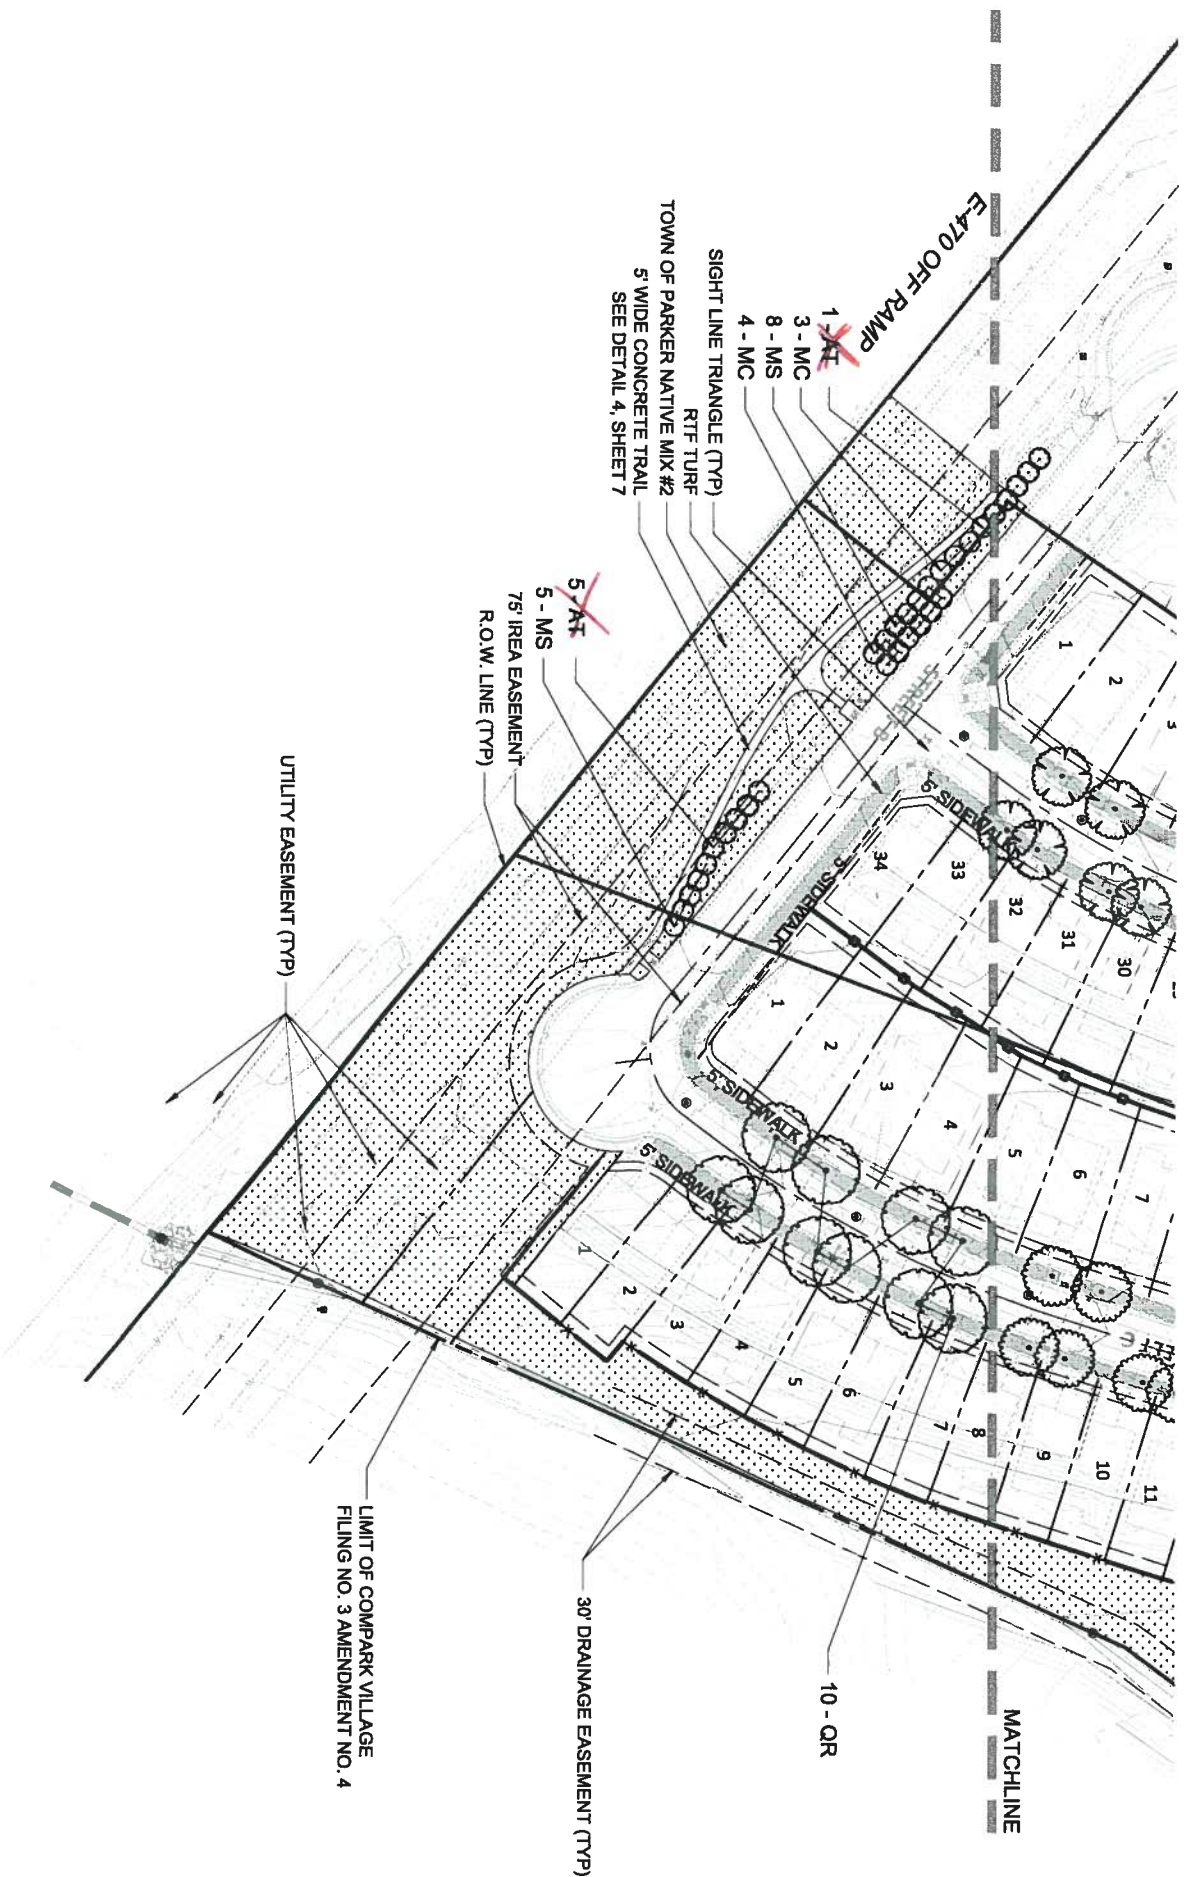 MATCHLINE
E-470 OFF RAMP
1 - AT
3 - MC
8 - MS
4 - MC
SIGHT LINE TRIANGLE (TYP)
RTF TURF
TOWN OF PARKER NATIVE MIX #2
5' WIDE CONCRETE TRAIL
SEE DETAIL 4, SHEET 7
5 - AT
5 - MS
75' IREA EASEMENT
R.O.W. LINE (TYP)
UTILITY EASEMENT (TYP)
STREET B
1
2
3
5' SIDEWALK
5' SIDEWALK
34
33
32
31
30
1
2
3
4
5
6
7
5' SIDEWALK
5' SIDEWALK
1
2
3
4
5
6
7
8
9
10
11
10 - QR
30' DRAINAGE EASEMENT (TYP)
LIMIT OF COMPARK VILLAGE
FILING NO. 3 AMENDMENT NO. 4